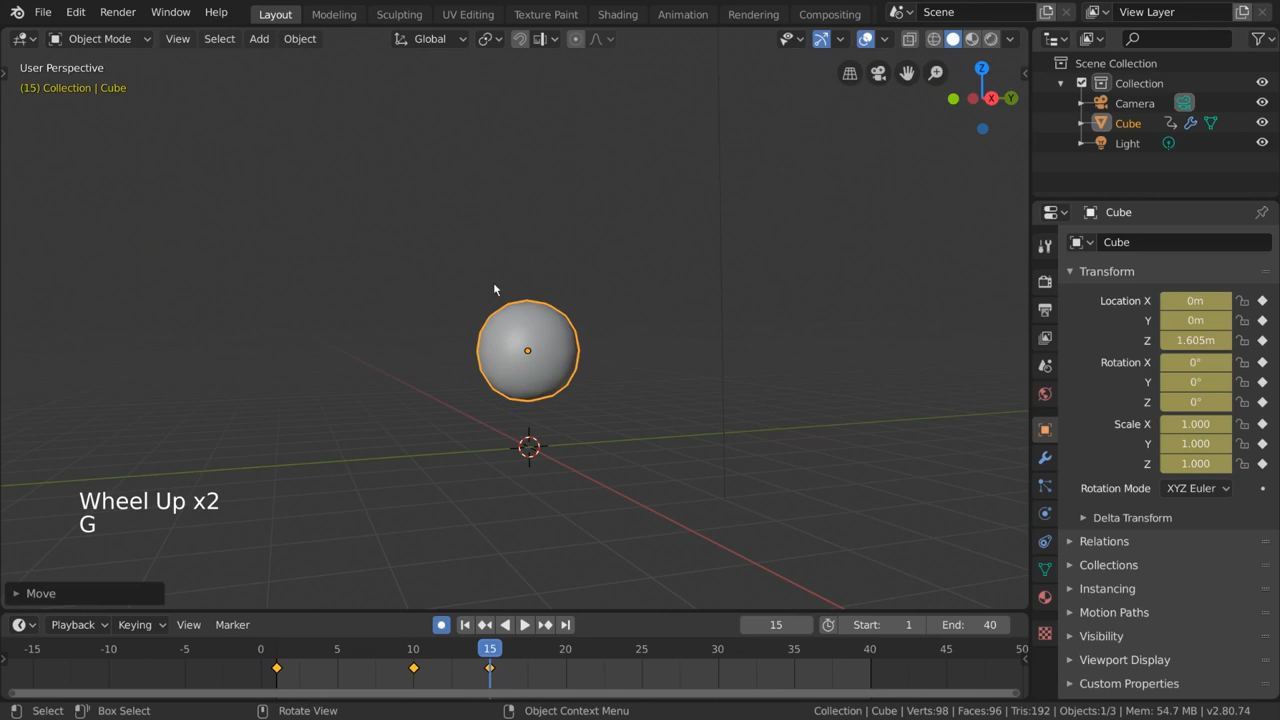 File Edit Render Window Help Layout Modeling Sculpting UV Editing Texture Paint Shading Animation Rendering Compositing Scene View Layer
Object Mode View Select Add Object Global
User Perspective
(15) Collection | Cube
Z
X
Y
Scene Collection
Collection
Camera
Cube
Light
Cube
Cube
Transform
Location X 0m
Y 0m
Z 1.605m
Rotation X 0°
Y 0°
Z 0°
Scale X 1.000
Y 1.000
Z 1.000
Rotation Mode XYZ Euler
Delta Transform
Relations
Collections
Instancing
Motion Paths
Visibility
Viewport Display
Custom Properties
Wheel Up x2
G
Move
Playback Keying View Marker 15 Start: 1 End: 40
-15 -10 -5 0 5 10 15 20 25 30 35 40 45 50
Select Box Select Rotate View Object Context Menu Collection | Cube | Verts:98 | Faces:96 | Tris:192 | Objects:1/3 | Mem: 54.7 MB | v2.80.74